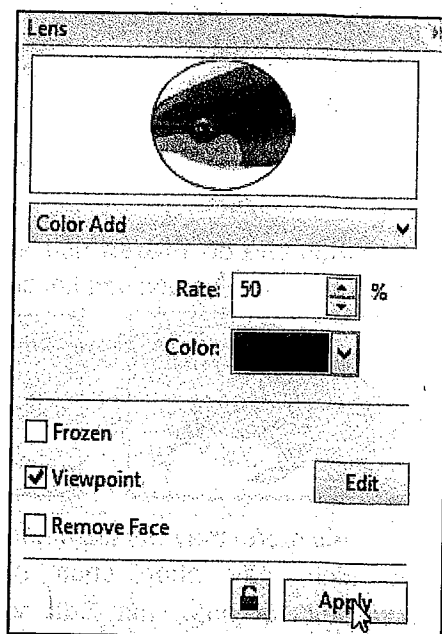 Lens
Color Add
Rate: 50 %
Color:
Frozen
Viewpoint Edit
Remove Face
Apply